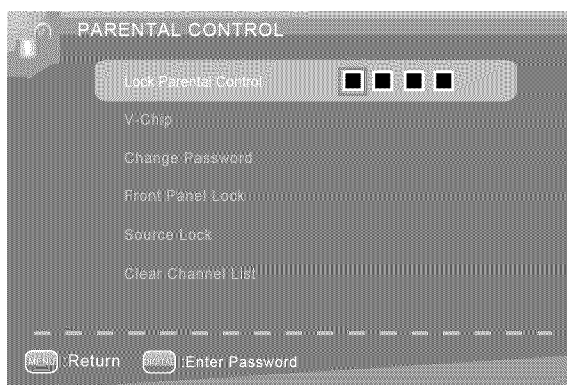 PARENTAL CONTROL
Lock Parental Control
V-Chip
Change Password
Front Panel Lock
Source Lock
Clear Channel List
MENU :Return DIGITAL :Enter Password